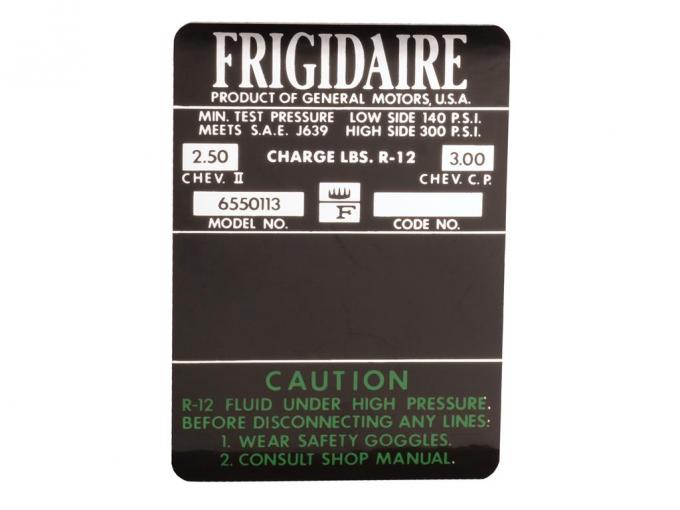 FRIGIDAIRE
PRODUCT OF GENERAL MOTORS, U.S.A.
MIN. TEST PRESSURE LOW SIDE 140 P.S.I.
MEETS S.A.E. J639 HIGH SIDE 300 P.S.I.
2.50 CHARGE LBS. R-12 3.00
CHEV. II CHEV. C.P.
6550113
F
MODEL NO. CODE NO.
CAUTION
R-12 FLUID UNDER HIGH PRESSURE.
BEFORE DISCONNECTING ANY LINES:
1. WEAR SAFETY GOGGLES.
2. CONSULT SHOP MANUAL.